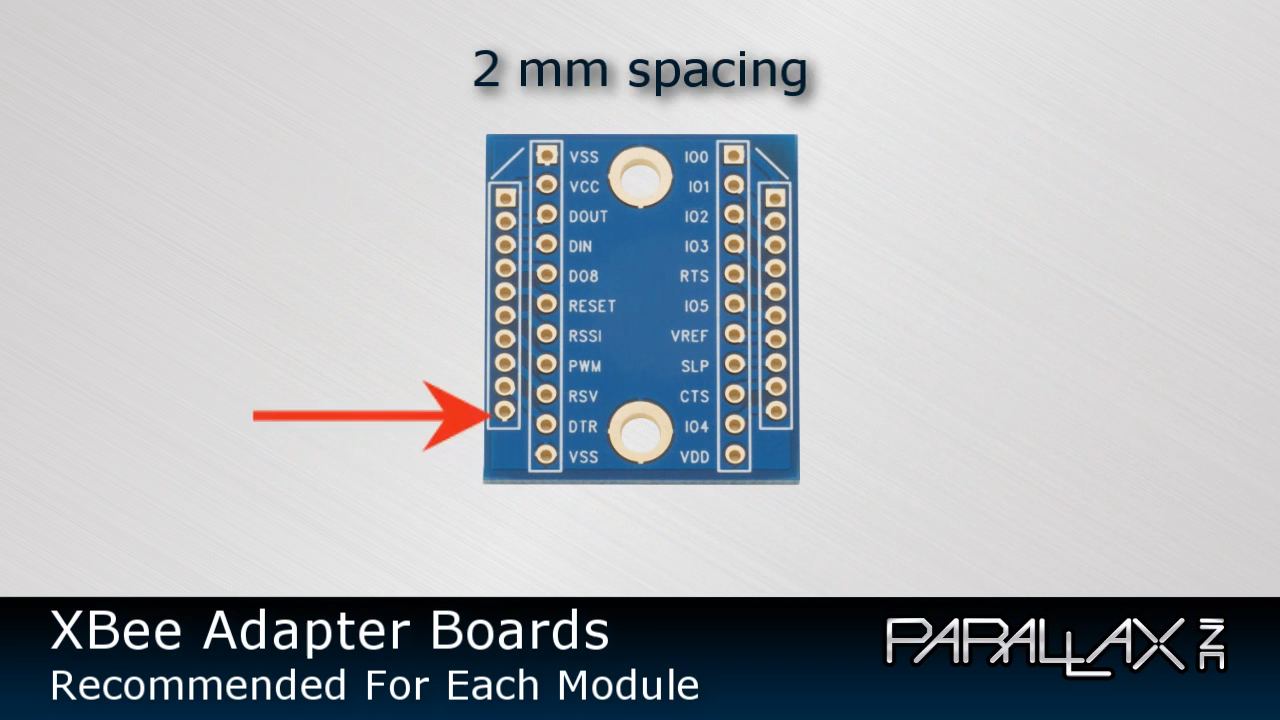 2 mm spacing
VSS IO0
VCC IO1
DOUT IO2
DIN IO3
DO8 RTS
RESET IO5
RSSI VREF
PWM SLP
RSV CTS
DTR IO4
VSS VDD
XBee Adapter Boards
Recommended For Each Module
PARALLAX INC